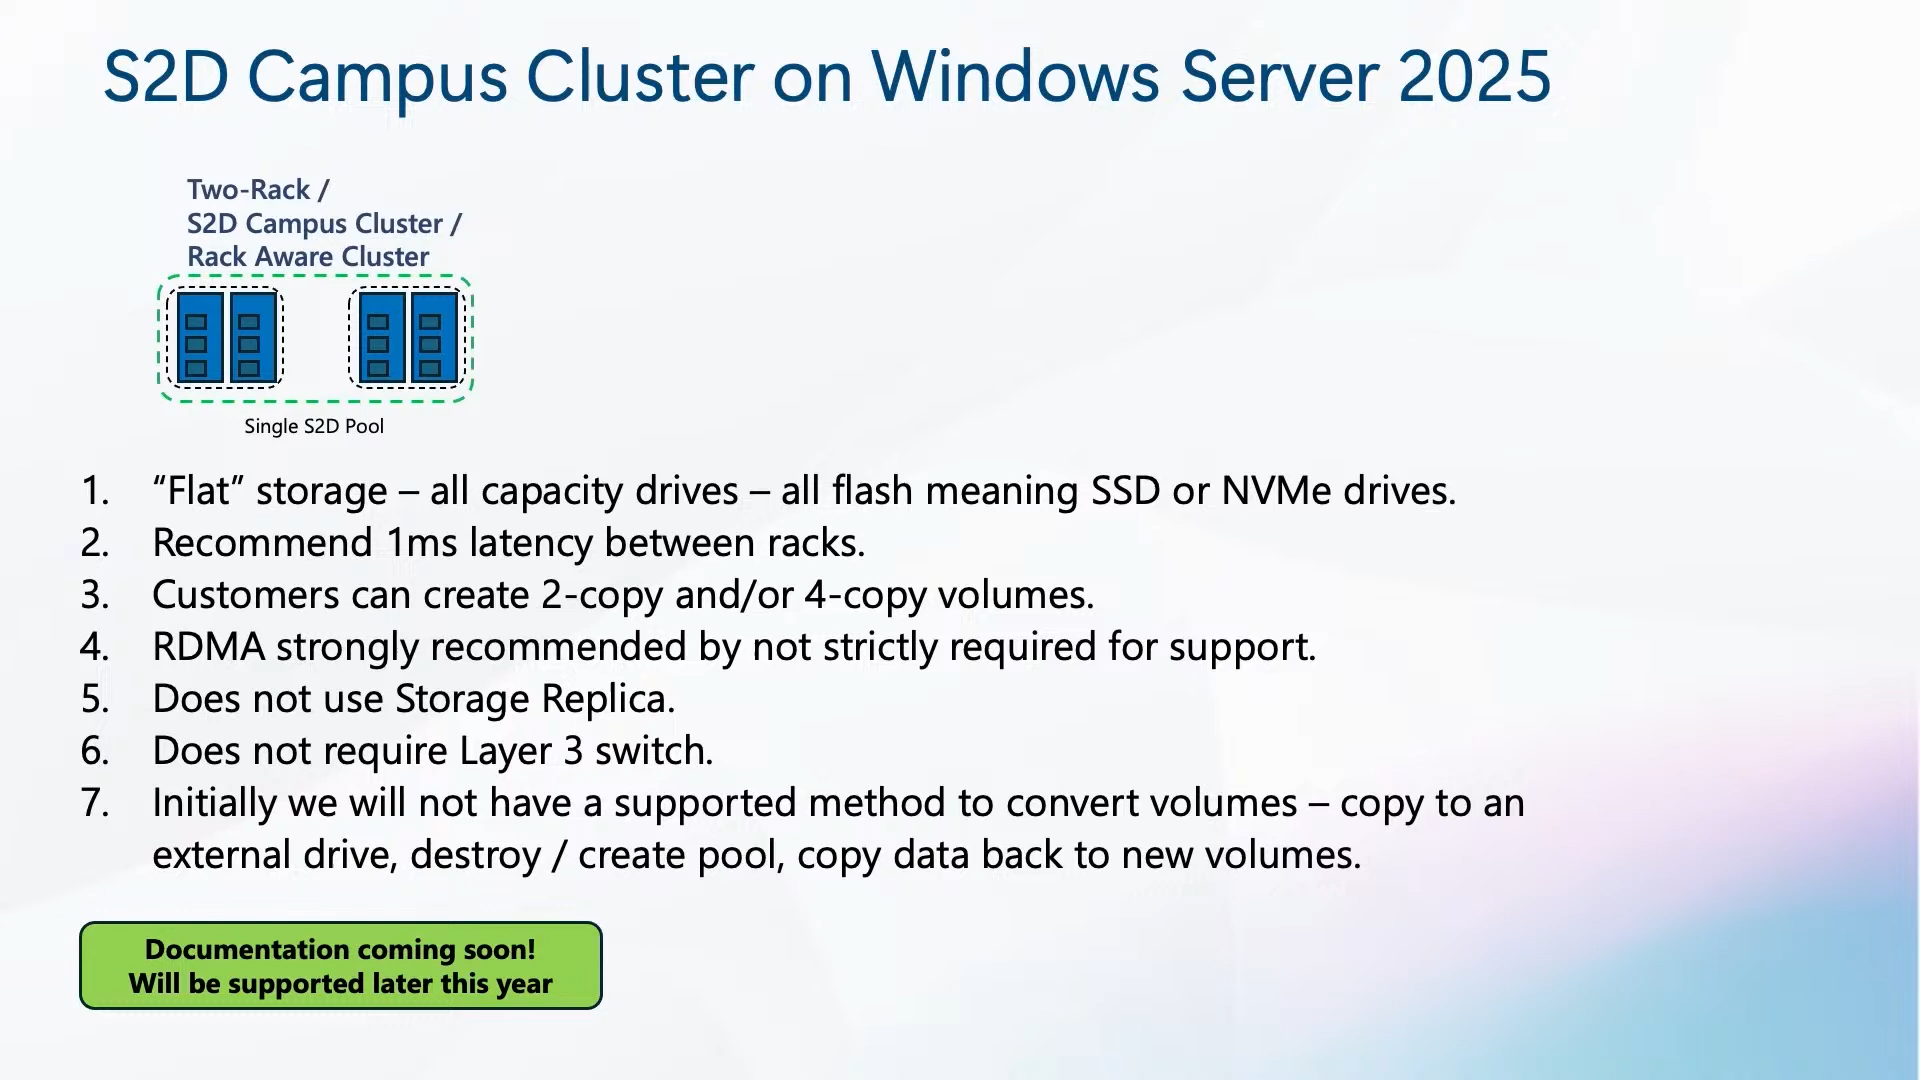 S2D Campus Cluster on Windows Server 2025
Two-Rack /
S2D Campus Cluster /
Rack Aware Cluster
Single S2D Pool
1. “Flat” storage – all capacity drives – all flash meaning SSD or NVMe drives.
2. Recommend 1ms latency between racks.
3. Customers can create 2-copy and/or 4-copy volumes.
4. RDMA strongly recommended by not strictly required for support.
5. Does not use Storage Replica.
6. Does not require Layer 3 switch.
7. Initially we will not have a supported method to convert volumes – copy to an
external drive, destroy / create pool, copy data back to new volumes.
Documentation coming soon!
Will be supported later this year